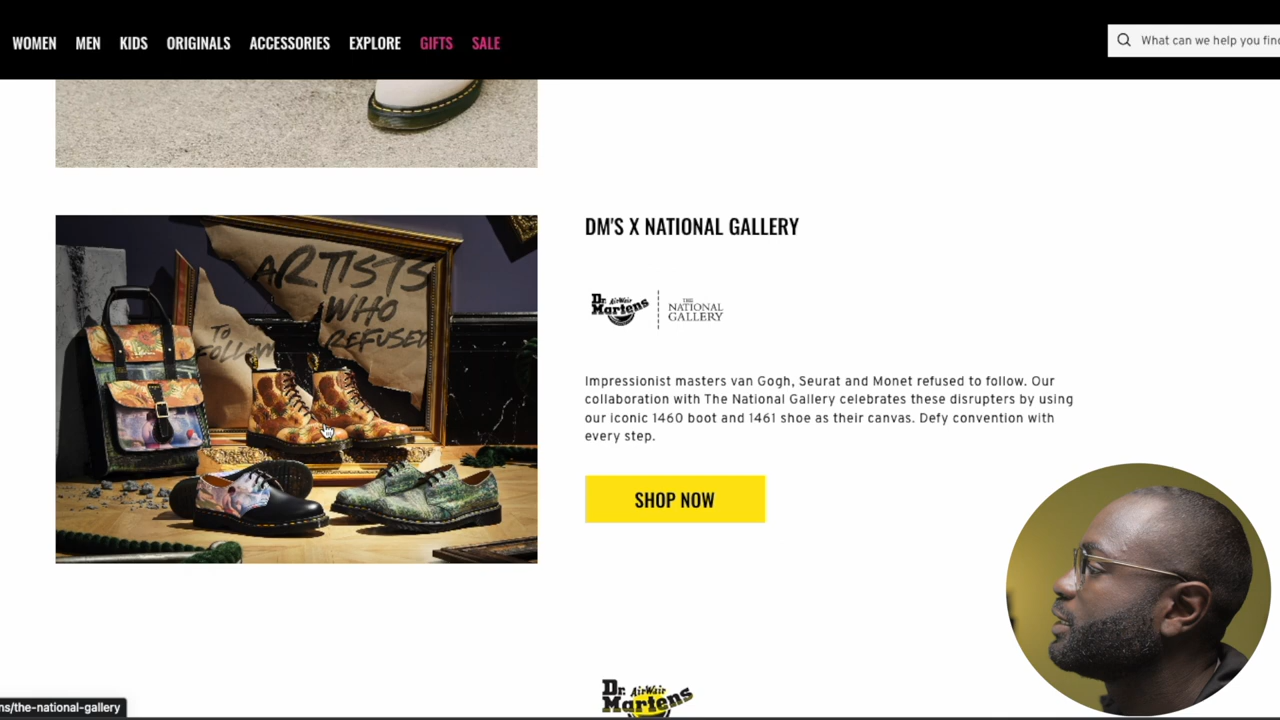 WOMEN MEN KIDS ORIGINALS ACCESSORIES EXPLORE GIFTS SALE
What can we help you find
DM'S X NATIONAL GALLERY
ARTISTS
WHO
REFUSED
TO
FOLLOW
Dr. AirWair
Martens
THE
NATIONAL
GALLERY
Impressionist masters van Gogh, Seurat and Monet refused to follow. Our
collaboration with The National Gallery celebrates these disrupters by using
our iconic 1460 boot and 1461 shoe as their canvas. Defy convention with
every step.
SHOP NOW
Dr. AirWair
Martens
ns/the-national-gallery